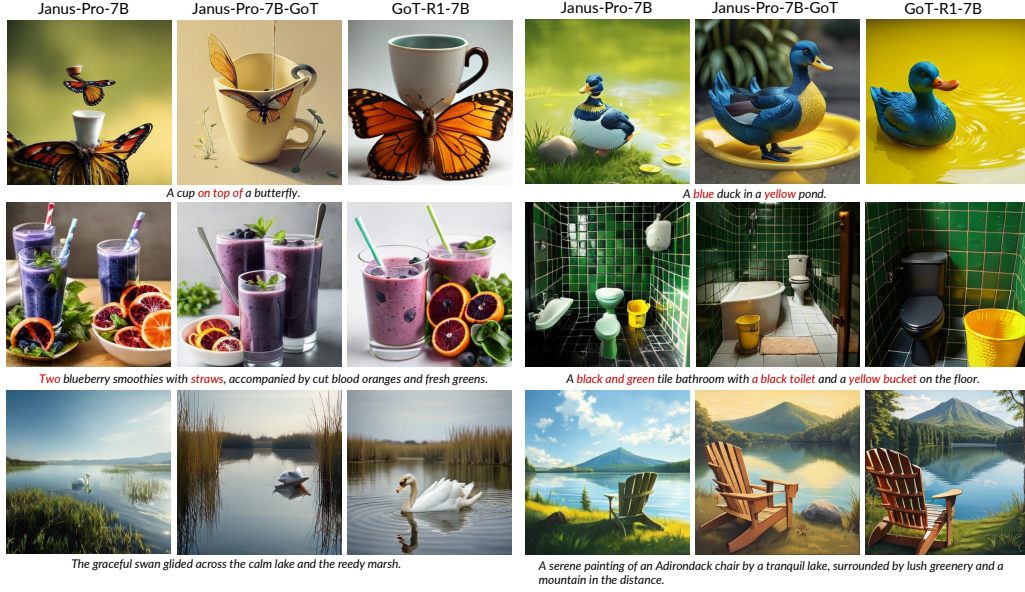 Janus-Pro-7B Janus-Pro-7B-GoT GoT-R1-7B Janus-Pro-7B Janus-Pro-7B-GoT GoT-R1-7B
A cup on top of a butterfly. A blue duck in a yellow pond.
Two blueberry smoothies with straws, accompanied by cut blood oranges and fresh greens. A black and green tile bathroom with a black toilet and a yellow bucket on the floor.
The graceful swan glided across the calm lake and the reedy marsh. A serene painting of an Adirondack chair by a tranquil lake, surrounded by lush greenery and a
mountain in the distance.